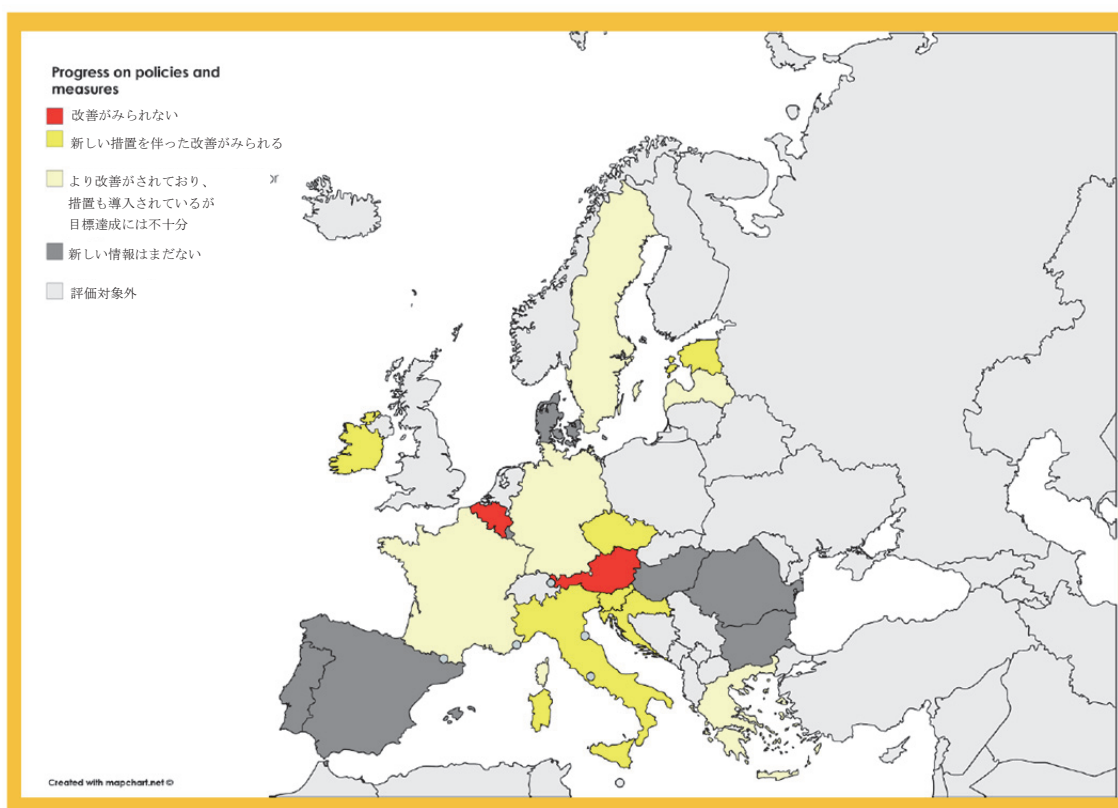 Progress on policies and
measures
改善がみられない
新しい措置を伴った改善がみられる
より改善がされており、
措置も導入されているが
目標達成には不十分
新しい情報はまだない
評価対象外
Created with mapchart.net ©